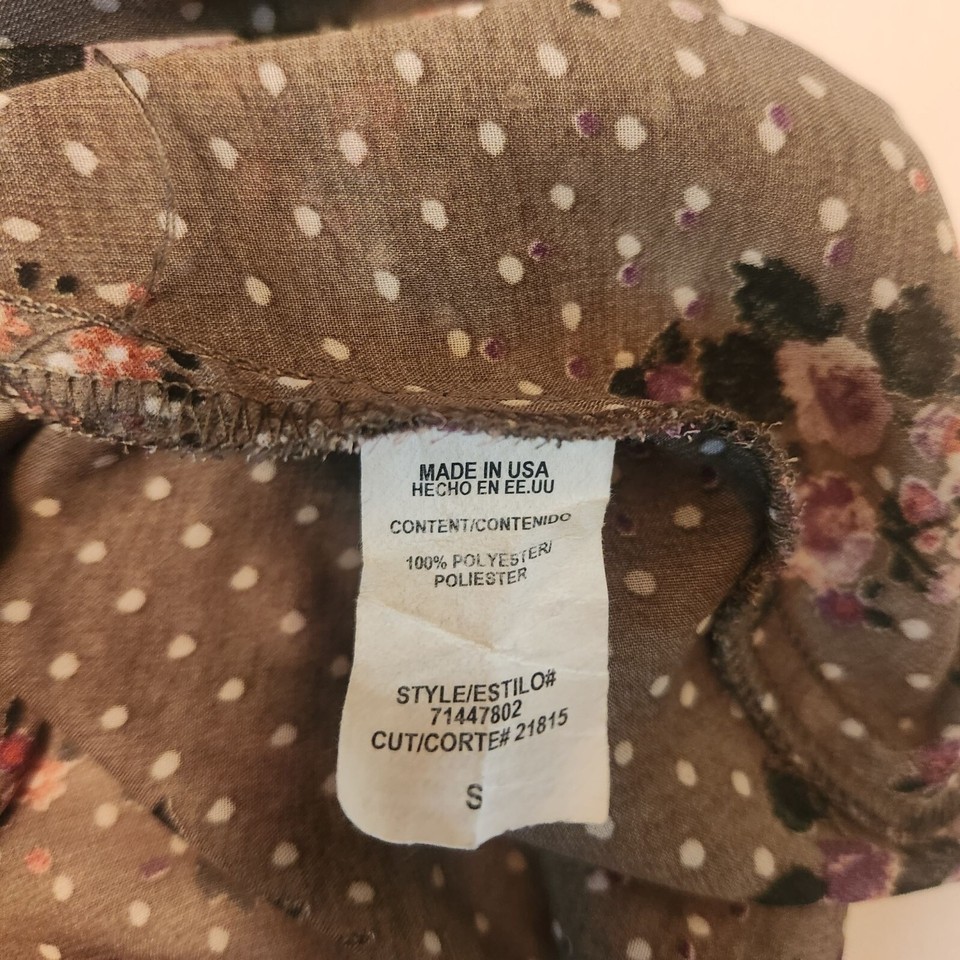 MADE IN USA
HECHO EN EE.UU
CONTENT/CONTENIDO
100% POLYESTER/
POLIESTER
STYLE/ESTILO#
71447802
CUT/CORTE# 21815
S